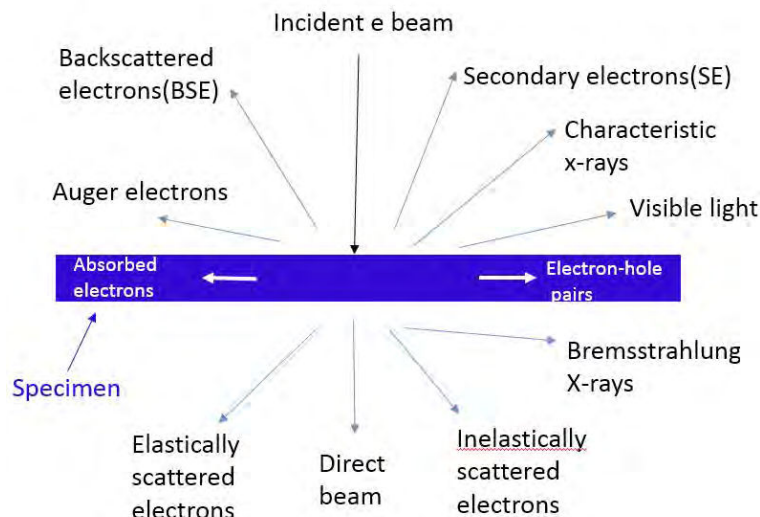 Incident e beam
Backscattered
electrons(BSE)
Secondary electrons(SE)
Characteristic
x-rays
Auger electrons
Visible light
Absorbed
electrons
Electron-hole
pairs
Specimen
Bremsstrahlung
X-rays
Elastically
scattered
electrons
Direct
beam
Inelastically
scattered
electrons